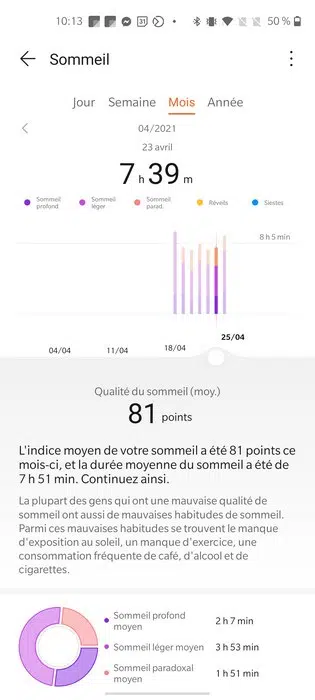 10:13
31
50 %
Sommeil
Jour Semaine Mois Année
04/2021
23 avril
7 h 39 m
Sommeil profond
Sommeil léger
Sommeil parad.
Réveils
Siestes
8 h 5 min
04/04 11/04 18/04 25/04
Qualité du sommeil (moy.)
81 points
L'indice moyen de votre sommeil a été 81 points ce
mois-ci, et la durée moyenne du sommeil a été de
7 h 51 min. Continuez ainsi.
La plupart des gens qui ont une mauvaise qualité de
sommeil ont aussi de mauvaises habitudes de sommeil.
Parmi ces mauvaises habitudes se trouvent le manque
d'exposition au soleil, un manque d'exercice, une
consommation fréquente de café, d'alcool et de
cigarettes.
Sommeil profond
moyen
2 h 7 min
Sommeil léger moyen 3 h 53 min
Sommeil paradoxal
moyen
1 h 51 min